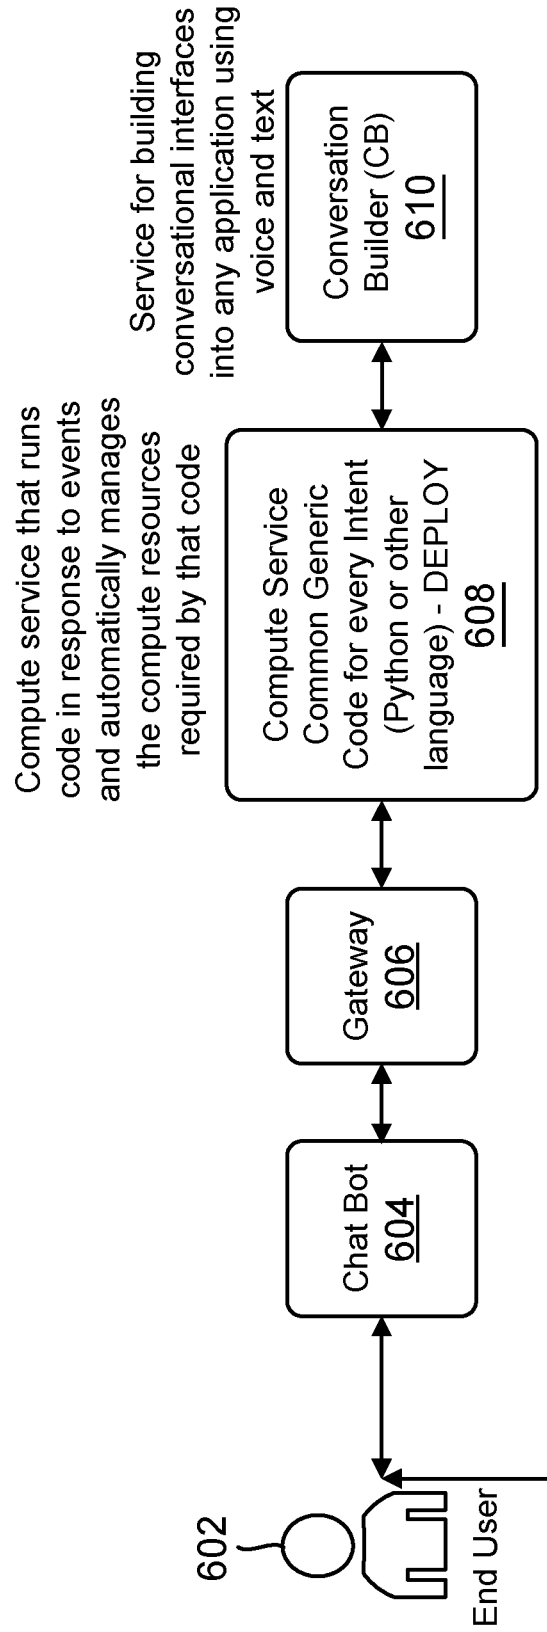 602
End User
Chat Bot
604
Gateway
606
Compute service that runs
code in response to events
and automatically manages
the compute resources
required by that code
Compute Service
Common Generic
Code for every Intent
(Python or other
language) - DEPLOY
608
Service for building
conversational interfaces
into any application using
voice and text
Conversation
Builder (CB)
610